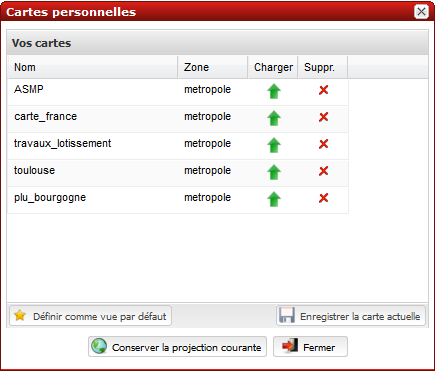 Cartes personnelles
Vos cartes
Nom Zone Charger Suppr.
ASMP metropole
carte_france metropole
travaux_lotissement metropole
toulouse metropole
plu_bourgogne metropole
Définir comme vue par défaut Enregistrer la carte actuelle
Conserver la projection courante Fermer